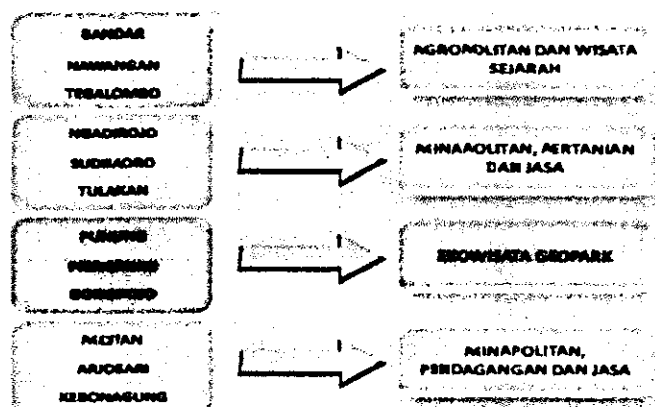 BANDAR
NAWANGAN
TEGALOMBO
AGROPOLITAN DAN WISATA
SEJARAH
NGADIROJO
SUDIMORO
TULAKAN
MINAPOLITAN, PERTANIAN
DAN JASA
PUNUNG
PRINGKUKU
DONOROJO
EKOWISATA GEOPARK
PACITAN
ARJOSARI
KEBONAGUNG
MINAPOLITAN,
PERDAGANGAN DAN JASA